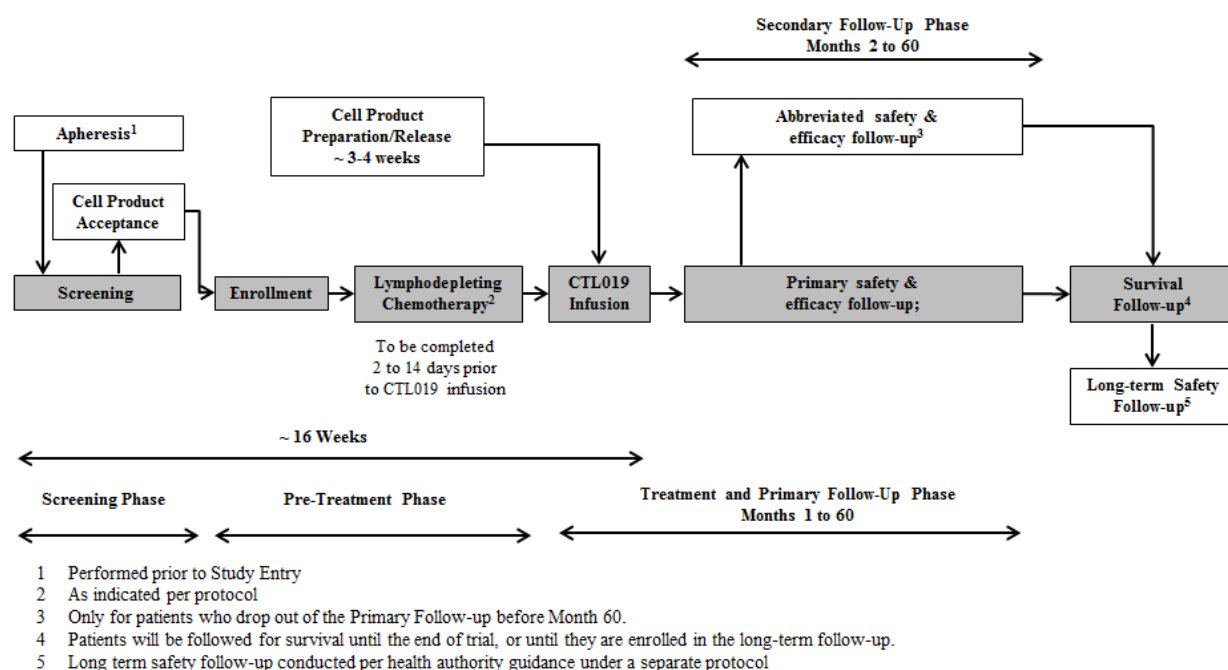 Secondary Follow-Up Phase
Months 2 to 60
Apheresis1
Cell Product
Preparation/Release
~ 3-4 weeks
Abbreviated safety &
efficacy follow-up3
Cell Product
Acceptance
Screening
Enrollment
Lymphodepleting
Chemotherapy2
CTL019
Infusion
Primary safety &
efficacy follow-up;
Survival
Follow-up4
To be completed
2 to 14 days prior
to CTL019 infusion
Long-term Safety
Follow-up5
~ 16 Weeks
Screening Phase
Pre-Treatment Phase
Treatment and Primary Follow-Up Phase
Months 1 to 60
1 Performed prior to Study Entry
2 As indicated per protocol
3 Only for patients who drop out of the Primary Follow-up before Month 60.
4 Patients will be followed for survival until the end of trial, or until they are enrolled in the long-term follow-up.
5 Long term safety follow-up conducted per health authority guidance under a separate protocol